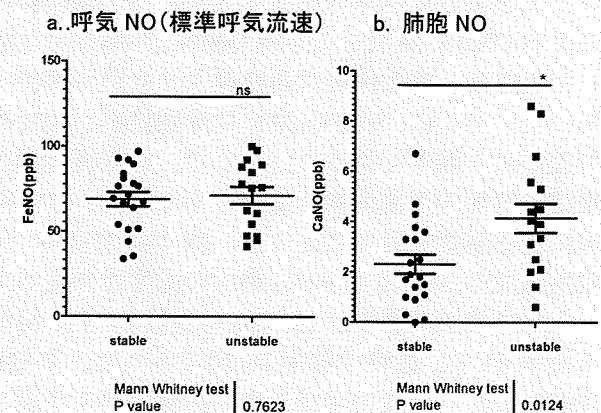 a..呼気 NO(標準呼気流速)
b. 肺胞 NO
150
ns
100
FeNO(ppb)
50
0
stable
unstable
Mann Whitney test
P value
0.7623
10
*
8
6
CaNO(ppb)
4
2
0
stable
unstable
Mann Whitney test
P value
0.0124